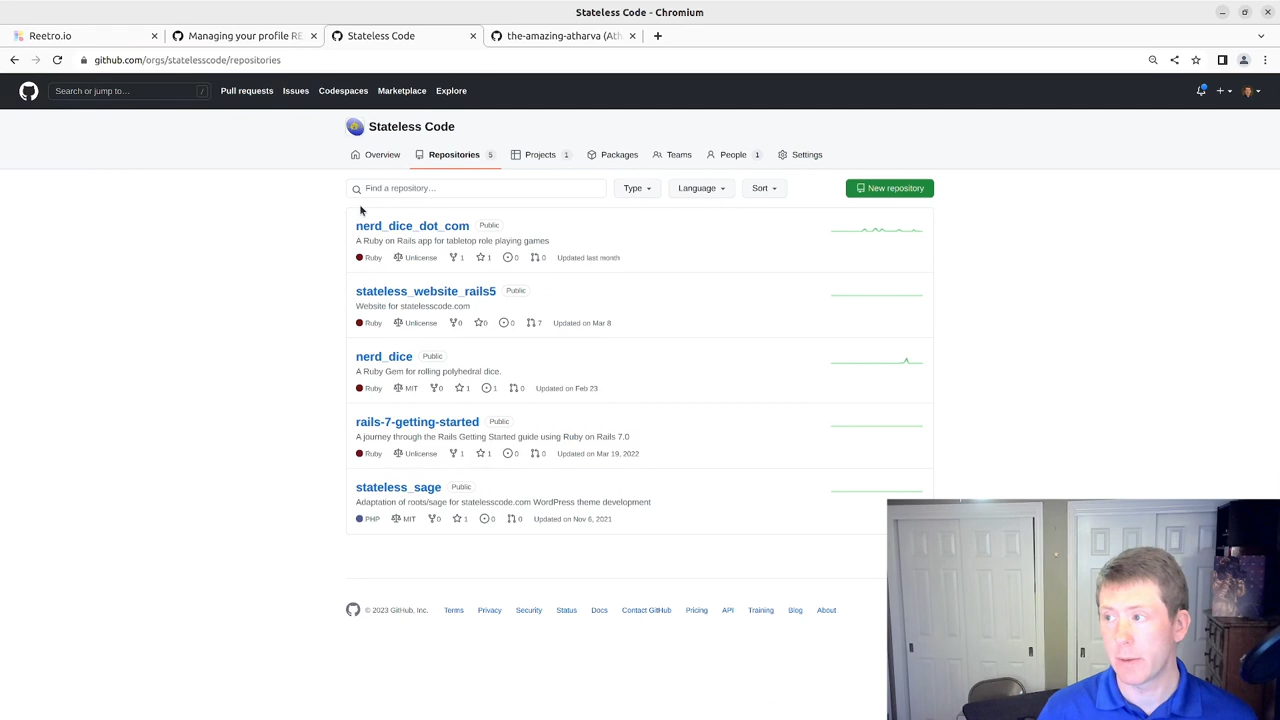 Stateless Code - Chromium
Reetro.io
Managing your profile RE
Stateless Code
the-amazing-atharva (Ath
github.com/orgs/statelesscode/repositories
Search or jump to... /
Pull requests Issues Codespaces Marketplace Explore
Stateless Code
Overview Repositories 5 Projects 1 Packages Teams People 1 Settings
Find a repository... Type Language Sort New repository
nerd_dice_dot_com Public
A Ruby on Rails app for tabletop role playing games
Ruby Unlicense 1 1 0 0 Updated last month
stateless_website_rails5 Public
Website for statelesscode.com
Ruby Unlicense 0 0 0 7 Updated on Mar 8
nerd_dice Public
A Ruby Gem for rolling polyhedral dice.
Ruby MIT 0 1 1 0 Updated on Feb 23
rails-7-getting-started Public
A journey through the Rails Getting Started guide using Ruby on Rails 7.0
Ruby Unlicense 1 1 0 0 Updated on Mar 19, 2022
stateless_sage Public
Adaptation of roots/sage for statelesscode.com WordPress theme development
PHP MIT 0 1 0 0 Updated on Nov 6, 2021
© 2023 GitHub, Inc. Terms Privacy Security Status Docs Contact GitHub Pricing API Training Blog About